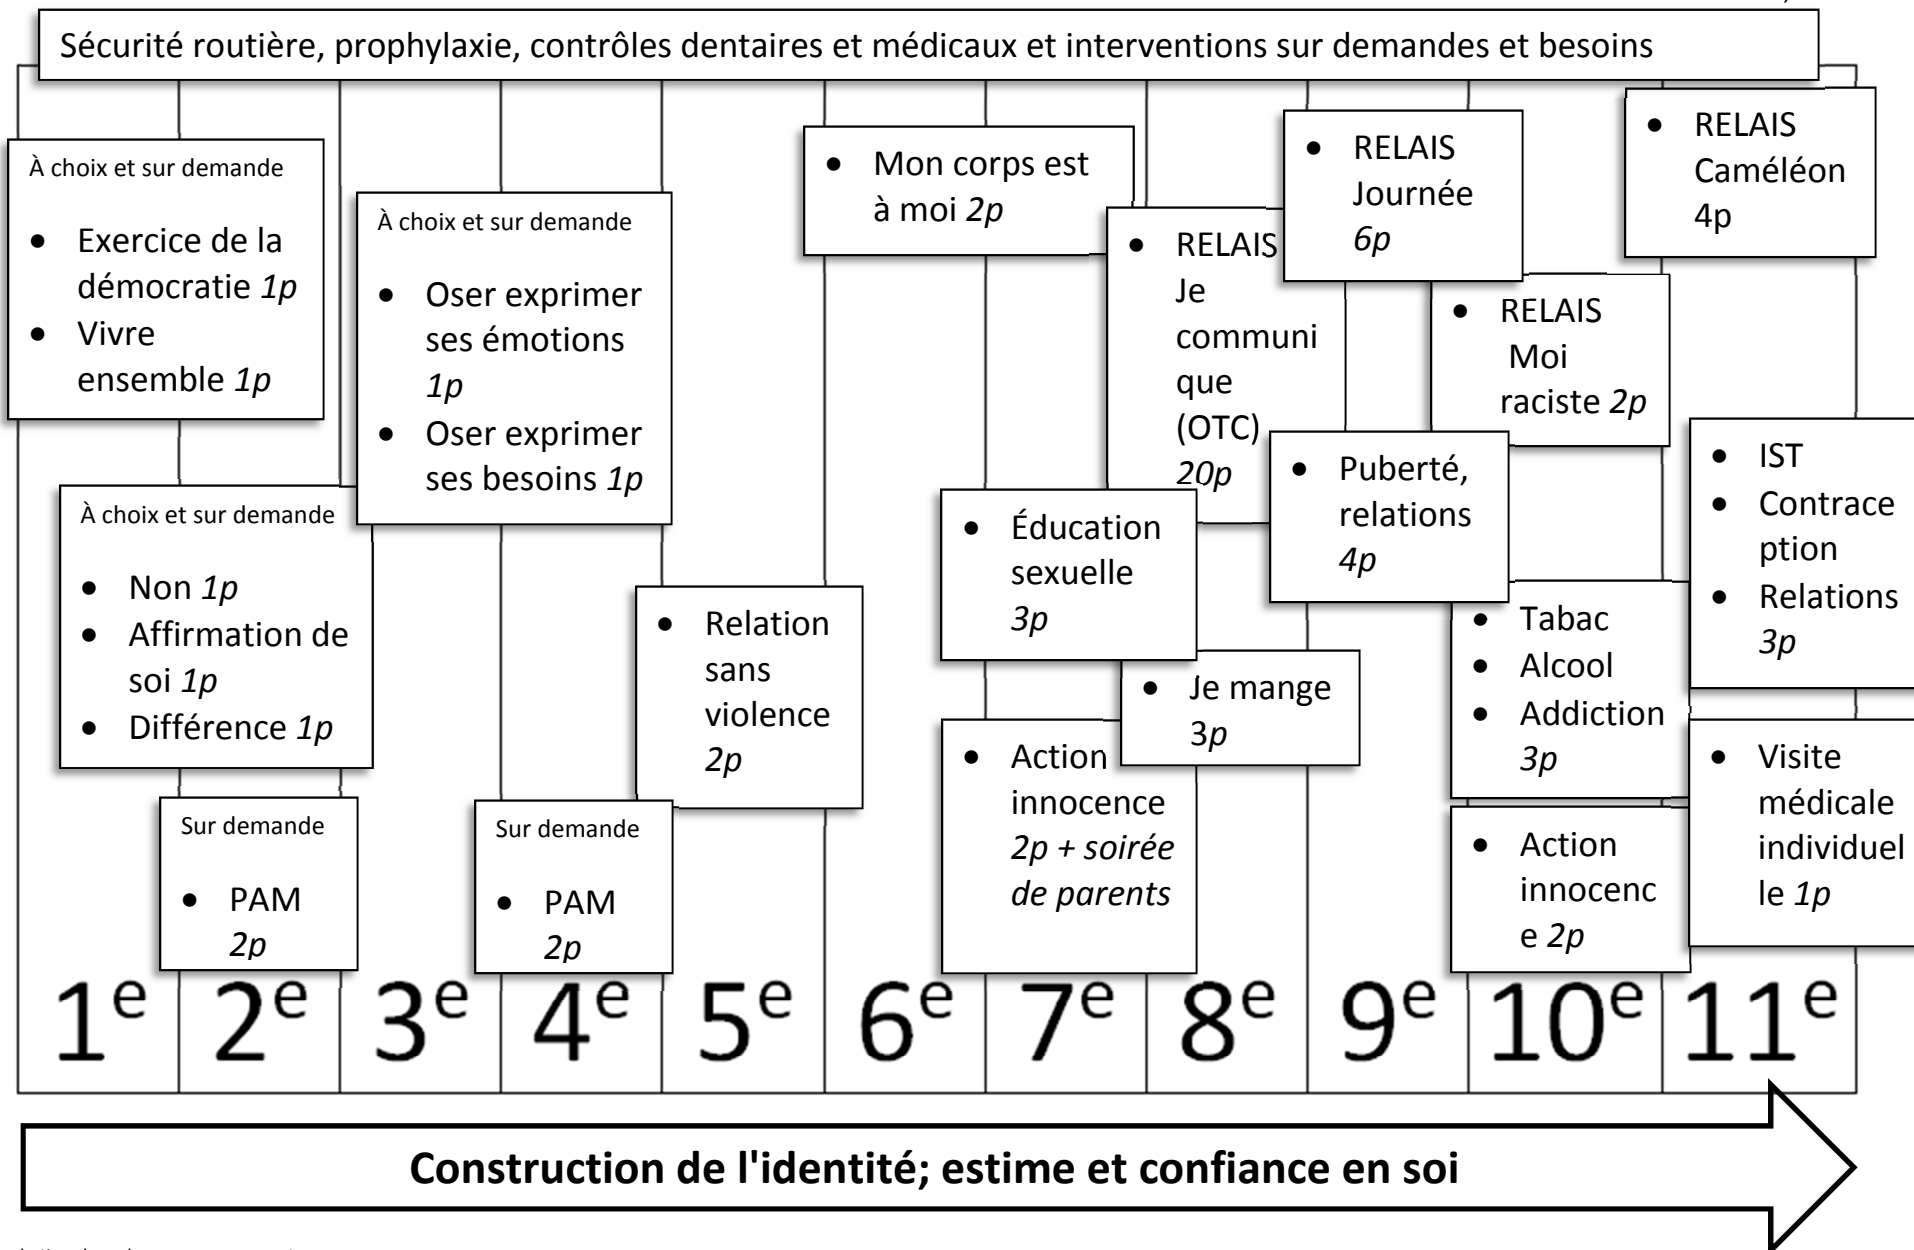 Sécurité routière, prophylaxie, contrôles dentaires et médicaux et interventions sur demandes et besoins
À choix et sur demande
• Exercice de la
démocratie 1p
• Vivre
ensemble 1p
À choix et sur demande
• Non 1p
• Affirmation de
soi 1p
• Différence 1p
Sur demande
• PAM
2p
À choix et sur demande
• Oser exprimer
ses émotions
1p
• Oser exprimer
ses besoins 1p
Sur demande
• PAM
2p
• Relation
sans
violence
2p
• Mon corps est
à moi 2p
• Éducation
sexuelle
3p
• Action
innocence
2p + soirée
de parents
• RELAIS
Je
communi
que
(OTC)
20p
• Je mange
3p
• RELAIS
Journée
6p
• Puberté,
relations
4p
• RELAIS
Moi
raciste 2p
• Tabac
• Alcool
• Addiction
3p
• Action
innocenc
e 2p
• RELAIS
Caméléon
4p
• IST
• Contrace
ption
• Relations
3p
• Visite
médicale
individuel
le 1p
1e 2e 3e 4e 5e 6e 7e 8e 9e 10e 11e
Construction de l'identité; estime et confiance en soi